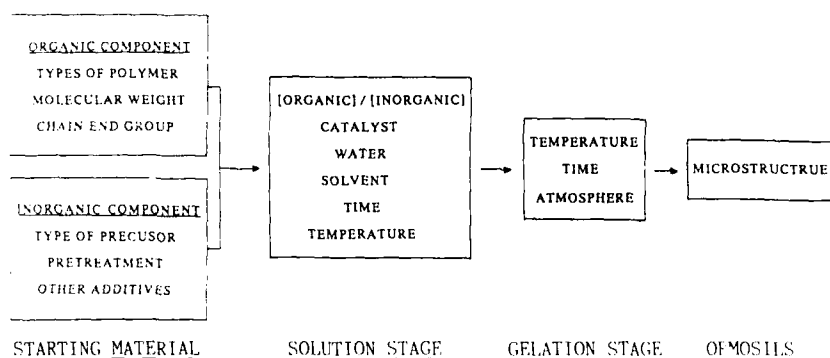 ORGANIC COMPONENT
TYPES OF POLYMER
MOLECULAR WEIGHT
CHAIN END GROUP
INORGANIC COMPONENT
TYPE OF PRECUSOR
PRETREATMENT
OTHER ADDITIVES
[ORGANIC] / [INORGANIC]
CATALYST
WATER
SOLVENT
TIME
TEMPERATURE
TEMPERATURE
TIME
ATMOSPHERE
MICROSTRUCTRUE
STARTING MATERIAL
SOLUTION STAGE
GELATION STAGE
ORMOSILS